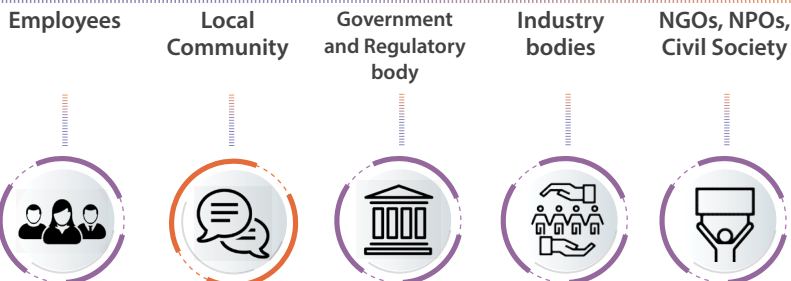 Employees
Local
Community
Government
and Regulatory
body
Industry
bodies
NGOs, NPOs,
Civil Society